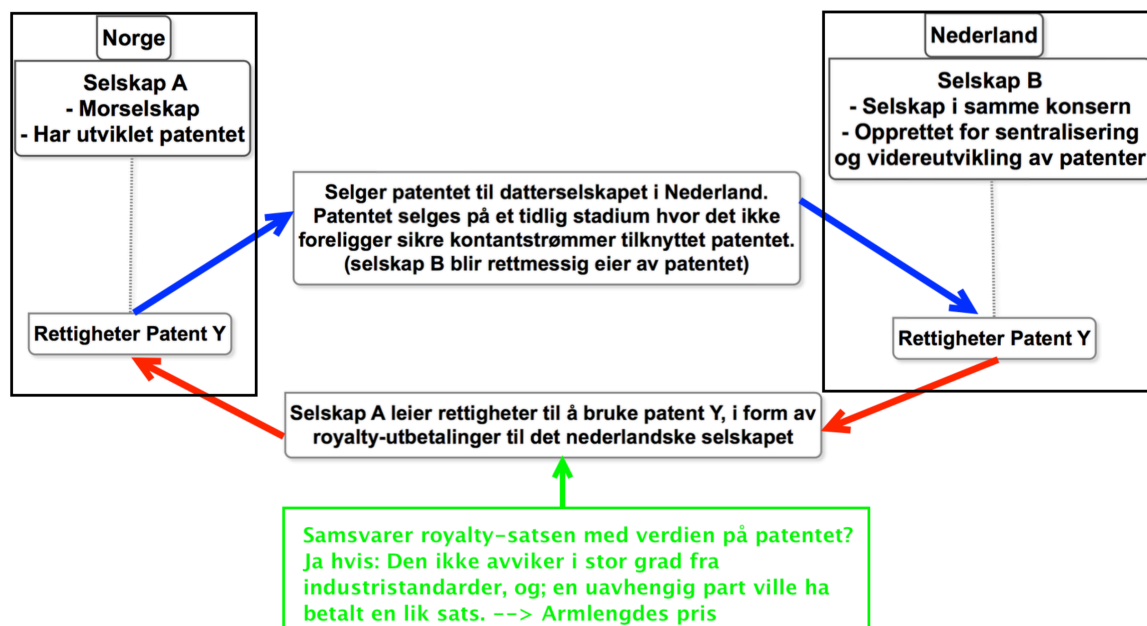 Norge
Selskap A
- Morselskap
- Har utviklet patentet
Nederland
Selskap B
- Selskap i samme konsern
- Opprettet for sentralisering
og videreutvikling av patenter
Selger patentet til datterselskapet i Nederland.
Patentet selges på et tidlig stadium hvor det ikke
foreligger sikre kontantstrømmer tilknyttet patentet.
(selskap B blir rettmessig eier av patentet)
Rettigheter Patent Y
Rettigheter Patent Y
Selskap A leier rettigheter til å bruke patent Y, i form av
royalty-utbetalinger til det nederlandske selskapet
Samsvarer royalty-satsen med verdien på patentet?
Ja hvis: Den ikke avviker i stor grad fra
industristandarder, og; en uavhengig part ville ha
betalt en lik sats. --> Armlengdes pris